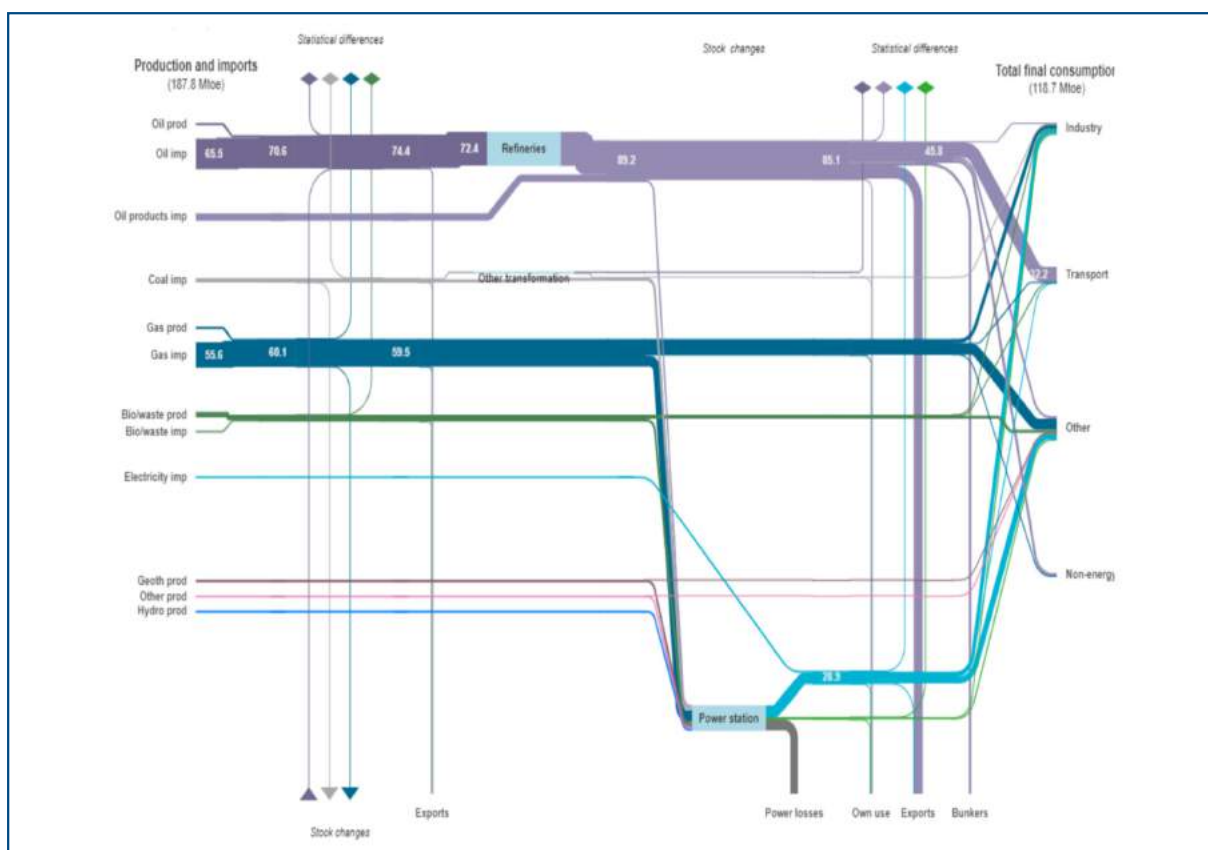 Statistical differences
Stock changes
Statistical differences
Production and imports
(187.8 Mtoe)
Total final consumption
(118.7 Mtoe)
Oil prod
Industry
Oil imp
65.5
70.6
74.4
72.4
Refineries
89.2
85.1
45.8
Oil products imp
Transport
Coal imp
Other transformation
Gas prod
Gas imp
55.6
60.1
59.5
Bio/waste prod
Bio/waste imp
Other
Electricity imp
Geoth prod
Other prod
Hydro prod
Non-energy
26.9
Power station
Exports
Power losses
Own use
Exports
Bunkers
Stock changes